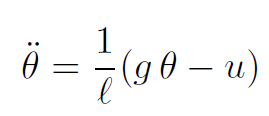 θ̈ = 1/ℓ (g θ − u)